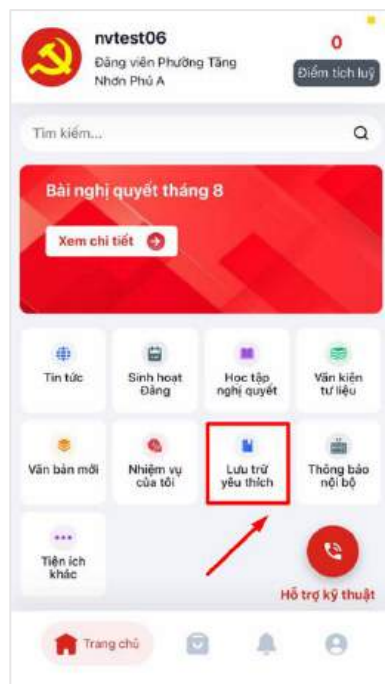 nvtest06
Đảng viên Phường Tăng
Nhơn Phú A
0
Điểm tích luỹ
Tìm kiếm...
Bài nghị quyết tháng 8
Xem chi tiết
Tin tức
Sinh hoạt
Đảng
Học tập
nghị quyết
Văn kiện
tư liệu
Văn bản mới
Nhiệm vụ
của tôi
Lưu trữ
yêu thích
Thông báo
nội bộ
Tiện ích
khác
Hỗ trợ kỹ thuật
Trang chủ